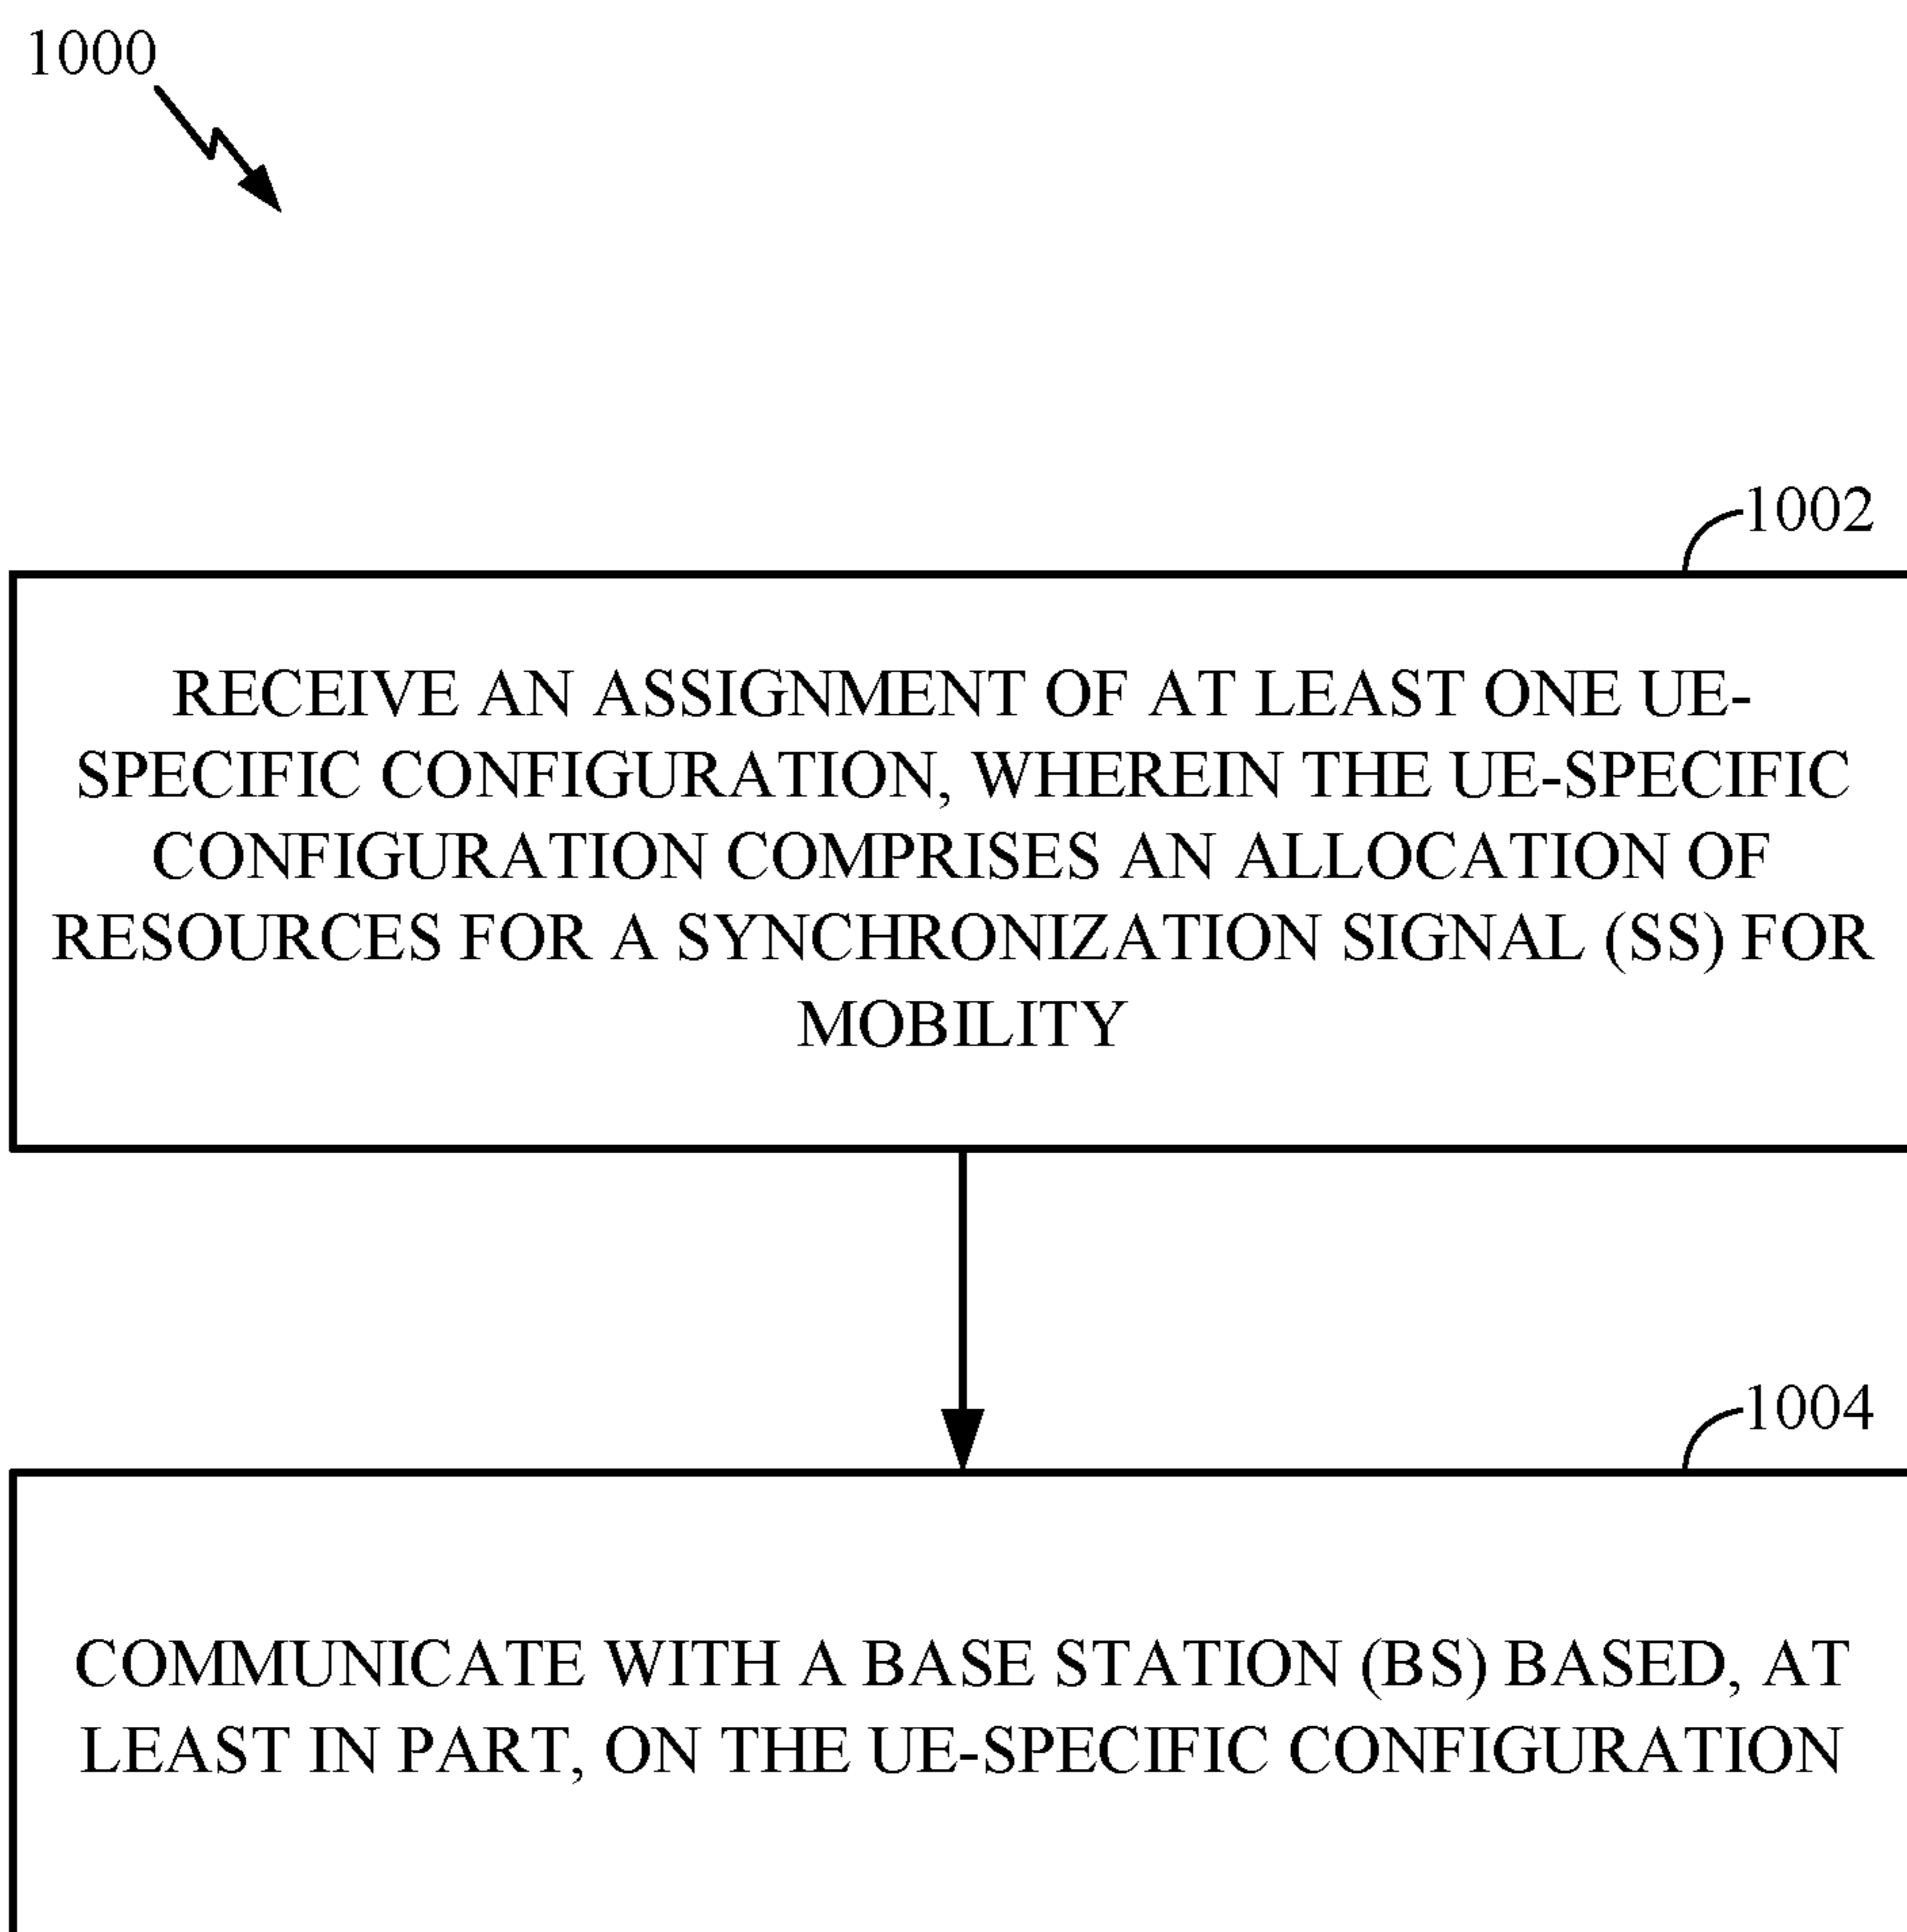 1000
1002
RECEIVE AN ASSIGNMENT OF AT LEAST ONE UE-
SPECIFIC CONFIGURATION, WHEREIN THE UE-SPECIFIC
CONFIGURATION COMPRISES AN ALLOCATION OF
RESOURCES FOR A SYNCHRONIZATION SIGNAL (SS) FOR
MOBILITY
1004
COMMUNICATE WITH A BASE STATION (BS) BASED, AT
LEAST IN PART, ON THE UE-SPECIFIC CONFIGURATION